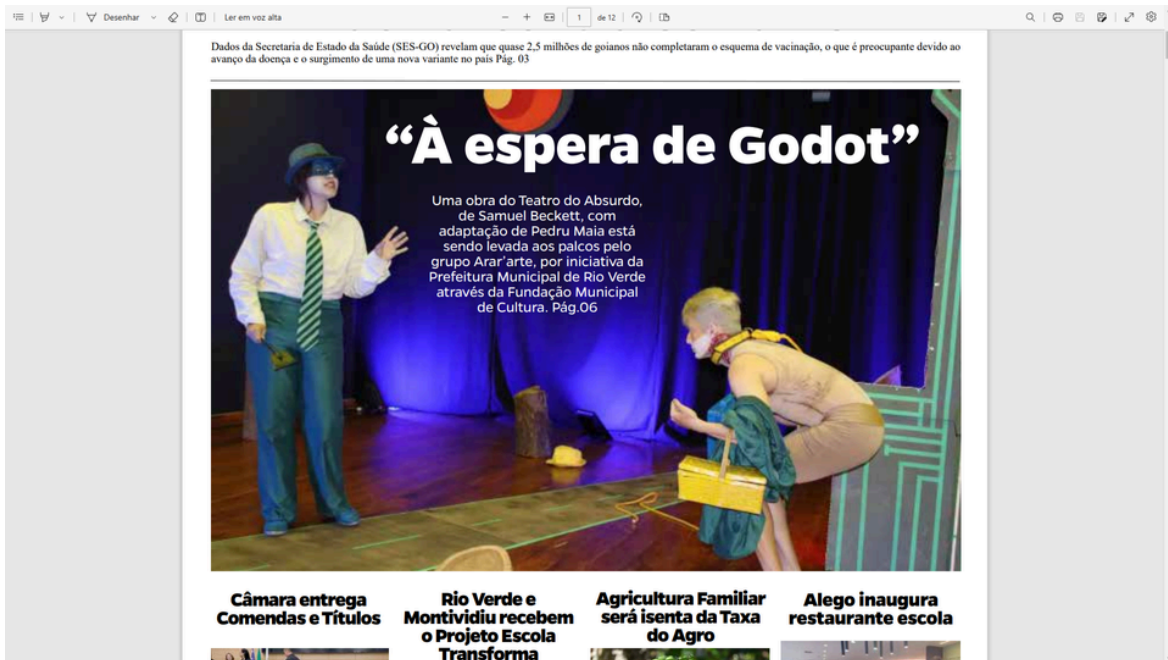 Desenhar
Ler em voz alta
1
de 12
Dados da Secretaria de Estado da Saúde (SES-GO) revelam que quase 2,5 milhões de goianos não completaram o esquema de vacinação, o que é preocupante devido ao
avanço da doença e o surgimento de uma nova variante no país Pág. 03
“À espera de Godot”
Uma obra do Teatro do Absurdo,
de Samuel Beckett, com
adaptação de Pedru Maia está
sendo levada aos palcos pelo
grupo Arar’arte, por iniciativa da
Prefeitura Municipal de Rio Verde
através da Fundação Municipal
de Cultura. Pág.06
Câmara entrega
Comendas e Títulos
Rio Verde e
Montividiu recebem
o Projeto Escola
Transforma
Agricultura Familiar
será isenta da Taxa
do Agro
Alego inaugura
restaurante escola